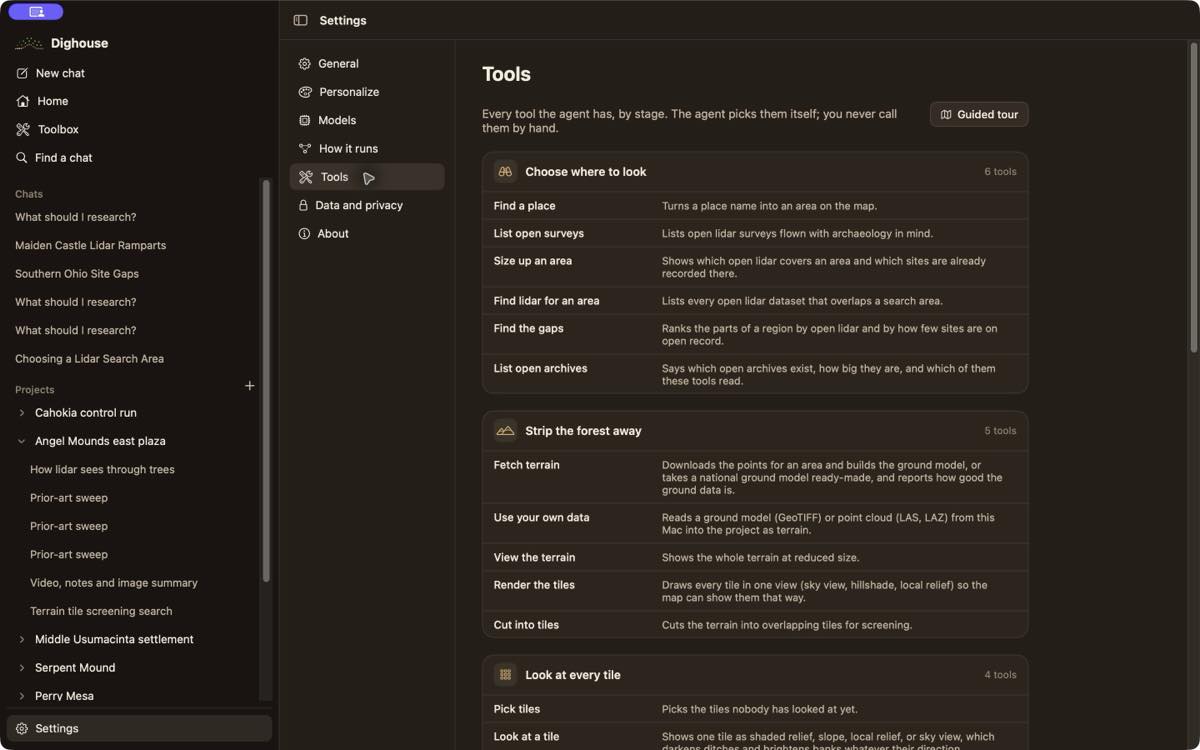 Settings
Dighouse
New chat
Home
Toolbox
Find a chat
Chats
What should I research?
Maiden Castle Lidar Ramparts
Southern Ohio Site Gaps
What should I research?
What should I research?
Choosing a Lidar Search Area
Projects
Cahokia control run
Angel Mounds east plaza
How lidar sees through trees
Prior-art sweep
Prior-art sweep
Prior-art sweep
Video, notes and image summary
Terrain tile screening search
Middle Usumacinta settlement
Serpent Mound
Perry Mesa
Settings
General
Personalize
Models
How it runs
Tools
Data and privacy
About
Tools
Every tool the agent has, by stage. The agent picks them itself; you never call
them by hand.
Guided tour
Choose where to look
6 tools
Find a place
Turns a place name into an area on the map.
List open surveys
Lists open lidar surveys flown with archaeology in mind.
Size up an area
Shows which open lidar covers an area and which sites are already
recorded there.
Find lidar for an area
Lists every open lidar dataset that overlaps a search area.
Find the gaps
Ranks the parts of a region by open lidar and by how few sites are on
open record.
List open archives
Says which open archives exist, how big they are, and which of them
these tools read.
Strip the forest away
5 tools
Fetch terrain
Downloads the points for an area and builds the ground model, or
takes a national ground model ready-made, and reports how good the
ground data is.
Use your own data
Reads a ground model (GeoTIFF) or point cloud (LAS, LAZ) from this
Mac into the project as terrain.
View the terrain
Shows the whole terrain at reduced size.
Render the tiles
Draws every tile in one view (sky view, hillshade, local relief) so the
map can show them that way.
Cut into tiles
Cuts the terrain into overlapping tiles for screening.
Look at every tile
4 tools
Pick tiles
Picks the tiles nobody has looked at yet.
Look at a tile
Shows one tile as shaded relief, slope, local relief, or sky view, which
darkens ditches and brightens banks whatever their direction.